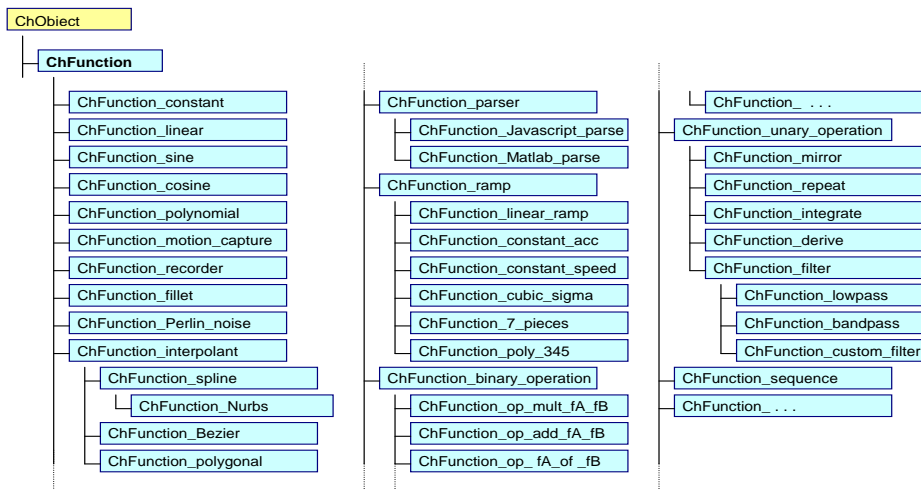 ChObject
ChFunction
ChFunction_constant
ChFunction_linear
ChFunction_sine
ChFunction_cosine
ChFunction_polynomial
ChFunction_motion_capture
ChFunction_recorder
ChFunction_fillet
ChFunction_Perlin_noise
ChFunction_interpolant
ChFunction_spline
ChFunction_Nurbs
ChFunction_Bezier
ChFunction_polygonal
ChFunction_parser
ChFunction_Javascript_parse
ChFunction_Matlab_parse
ChFunction_ramp
ChFunction_linear_ramp
ChFunction_constant_acc
ChFunction_constant_speed
ChFunction_cubic_sigma
ChFunction_7_pieces
ChFunction_poly_345
ChFunction_binary_operation
ChFunction_op_mult_fA_fB
ChFunction_op_add_fA_fB
ChFunction_op_ fA_of _fB
ChFunction_ . . .
ChFunction_unary_operation
ChFunction_mirror
ChFunction_repeat
ChFunction_integrate
ChFunction_derive
ChFunction_filter
ChFunction_lowpass
ChFunction_bandpass
ChFunction_custom_filter
ChFunction_sequence
ChFunction_ . . .